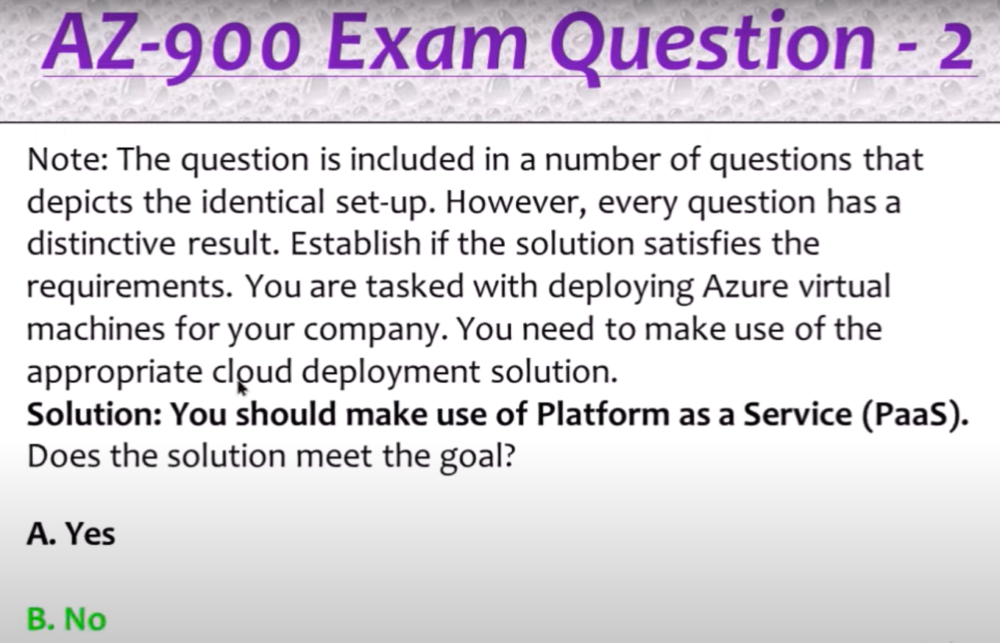 AZ-900 Exam Question - 2
Note: The question is included in a number of questions that
depicts the identical set-up. However, every question has a
distinctive result. Establish if the solution satisfies the
requirements. You are tasked with deploying Azure virtual
machines for your company. You need to make use of the
appropriate cloud deployment solution.
Solution: You should make use of Platform as a Service (PaaS).
Does the solution meet the goal?
A. Yes
B. No